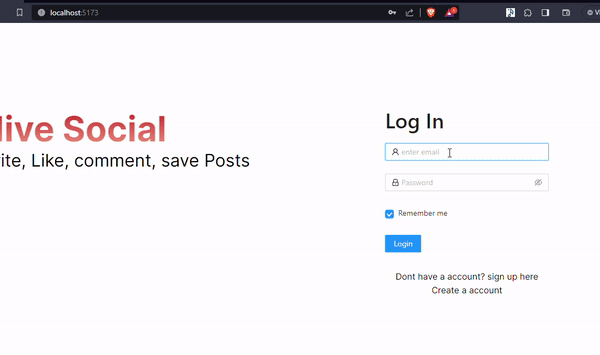 localhost:5173
live Social
rite, Like, comment, save Posts
Log In
enter email
Password
Remember me
Login
Dont have a account? sign up here
Create a account